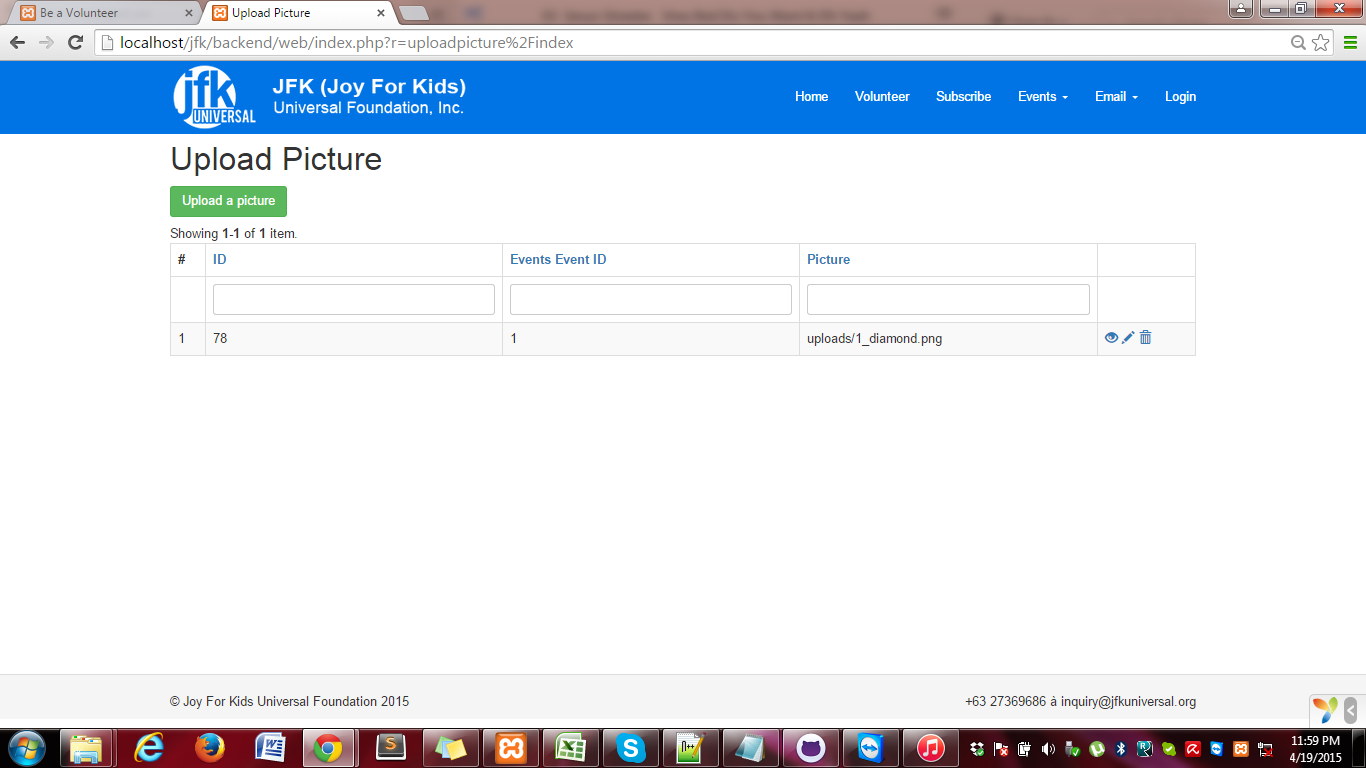 Be a Volunteer
Upload Picture
localhost/jfk/backend/web/index.php?r=uploadpicture%2Findex
jfk
UNIVERSAL
JFK (Joy For Kids)
Universal Foundation, Inc.
Home Volunteer Subscribe Events Email Login
Upload Picture
Upload a picture
Showing 1-1 of 1 item.
# ID Events Event ID Picture
1 78 1 uploads/1_diamond.png
© Joy For Kids Universal Foundation 2015 +63 27369686 à inquiry@jfkuniversal.org
11:59 PM
4/19/2015